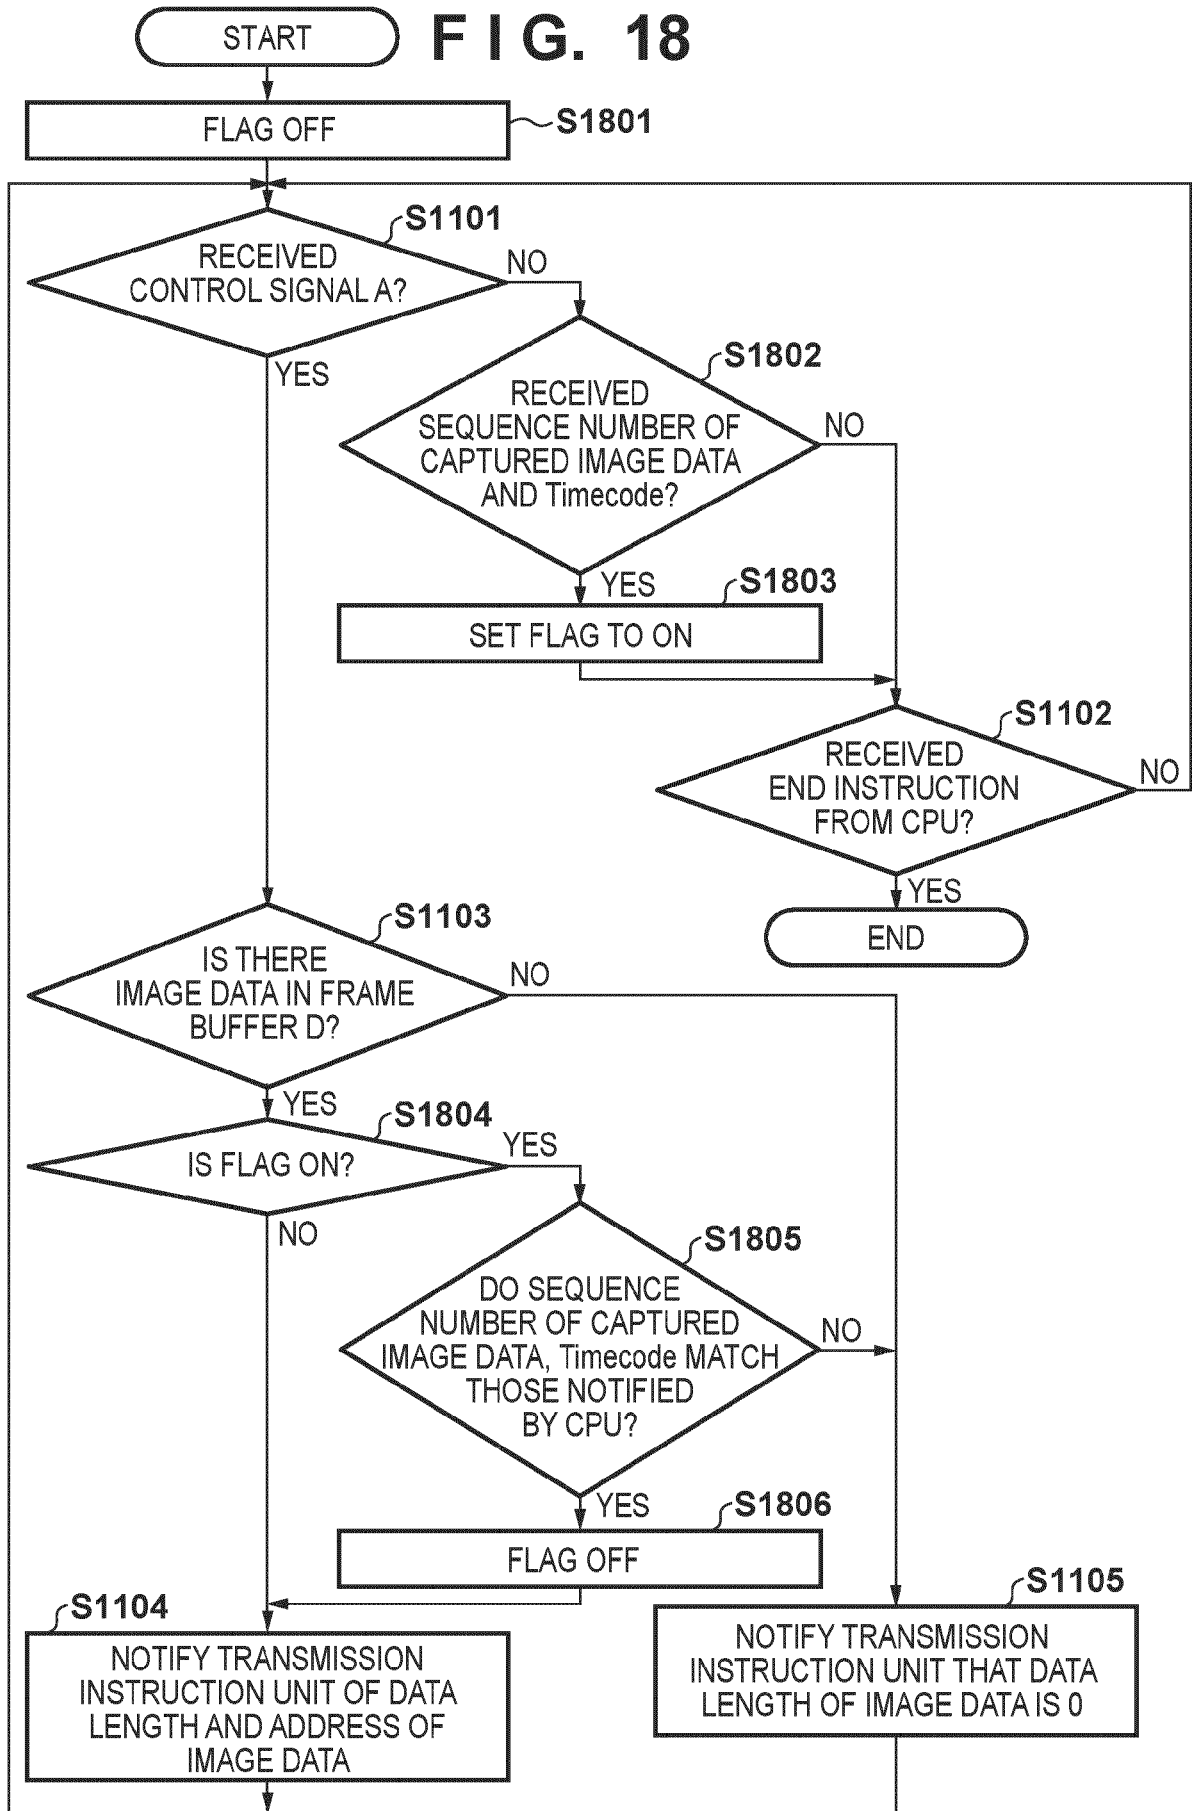 START
F I G. 18
FLAG OFF
S1801
S1101
RECEIVED
CONTROL SIGNAL A?
NO
YES
S1802
RECEIVED
SEQUENCE NUMBER OF
CAPTURED IMAGE DATA
AND Timecode?
NO
YES
S1803
SET FLAG TO ON
S1102
RECEIVED
END INSTRUCTION
FROM CPU?
NO
YES
END
S1103
IS THERE
IMAGE DATA IN FRAME
BUFFER D?
NO
YES
S1804
IS FLAG ON?
YES
NO
S1805
DO SEQUENCE
NUMBER OF CAPTURED
IMAGE DATA, Timecode MATCH
THOSE NOTIFIED
BY CPU?
NO
YES
S1806
FLAG OFF
S1104
NOTIFY TRANSMISSION
INSTRUCTION UNIT OF DATA
LENGTH AND ADDRESS OF
IMAGE DATA
S1105
NOTIFY TRANSMISSION
INSTRUCTION UNIT THAT DATA
LENGTH OF IMAGE DATA IS 0